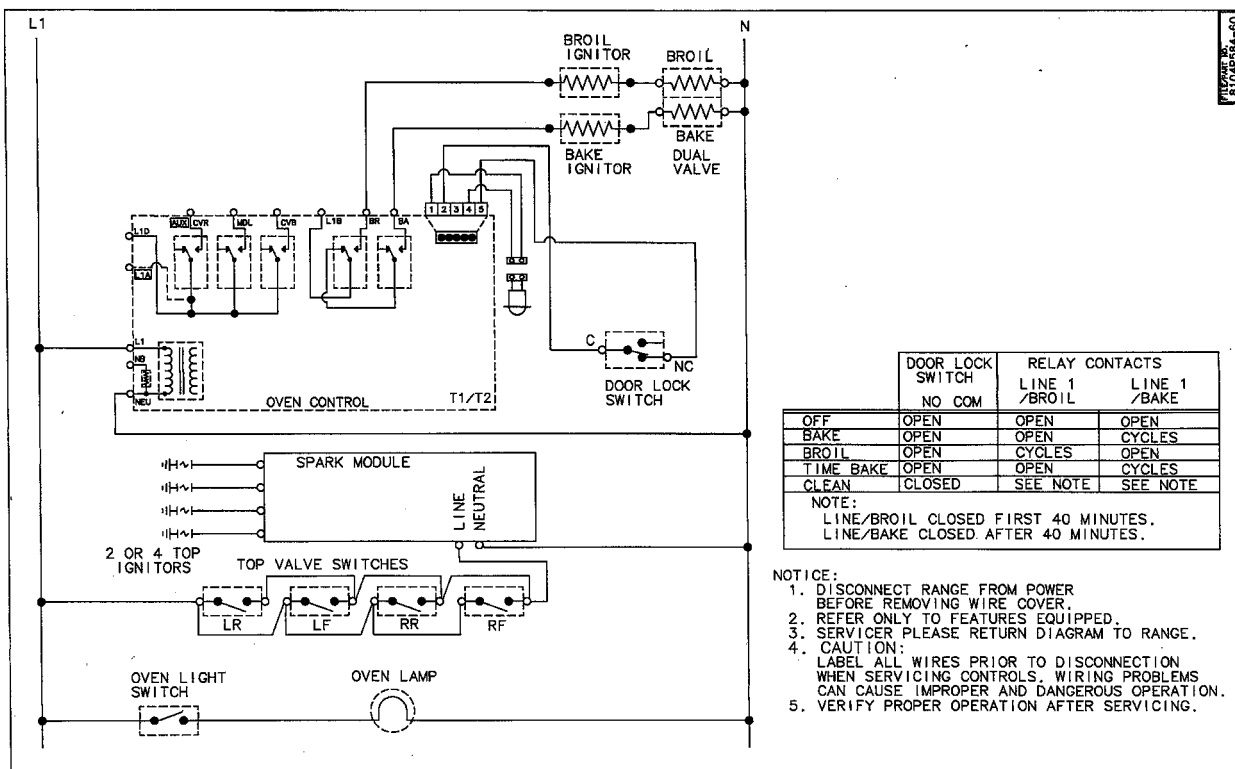 L1
N
FILE/PART NO.
8104P584-60
BROIL
IGNITOR
BROIL
BAKE
IGNITOR
BAKE
DUAL
VALVE
AUX CVR
MDL
CVB
L1B
BR
BA
1 2 3 4 5
L1D
L1A
L1
NB
NEU
OVEN CONTROL
T1/T2
C
NC
DOOR LOCK
SWITCH
DOOR LOCK
SWITCH
NO COM
RELAY CONTACTS
LINE 1
/BROIL
LINE 1
/BAKE
OFF OPEN OPEN OPEN
BAKE OPEN OPEN CYCLES
BROIL OPEN CYCLES OPEN
TIME BAKE OPEN OPEN CYCLES
CLEAN CLOSED SEE NOTE SEE NOTE
NOTE:
LINE/BROIL CLOSED FIRST 40 MINUTES.
LINE/BAKE CLOSED AFTER 40 MINUTES.
SPARK MODULE
LINE
NEUTRAL
2 OR 4 TOP
IGNITORS
TOP VALVE SWITCHES
LR
LF
RR
RF
OVEN LIGHT
SWITCH
OVEN LAMP
NOTICE:
1. DISCONNECT RANGE FROM POWER
BEFORE REMOVING WIRE COVER.
2. REFER ONLY TO FEATURES EQUIPPED.
3. SERVICER PLEASE RETURN DIAGRAM TO RANGE.
4. CAUTION:
LABEL ALL WIRES PRIOR TO DISCONNECTION
WHEN SERVICING CONTROLS. WIRING PROBLEMS
CAN CAUSE IMPROPER AND DANGEROUS OPERATION.
5. VERIFY PROPER OPERATION AFTER SERVICING.